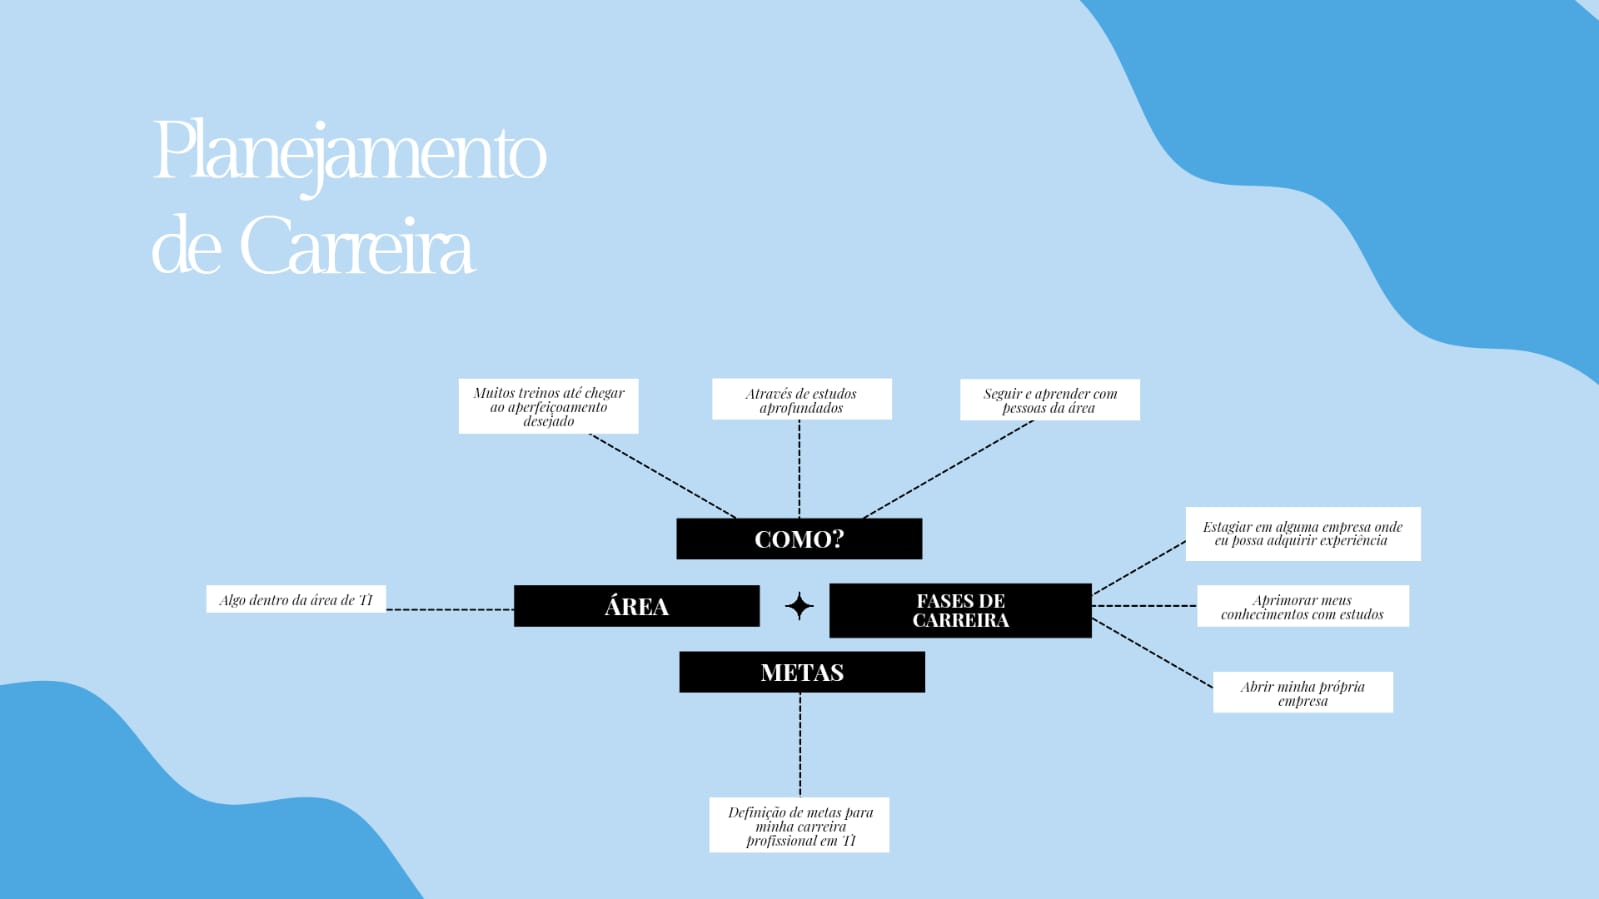 Planejamento
de Carreira
Muitos treinos até chegar
ao aperfeiçoamento
desejado
Através de estudos
aprofundados
Seguir e aprender com
pessoas da área
COMO?
Estagiar em alguma empresa onde
eu possa adquirir experiência
Algo dentro da área de TI
ÁREA
FASES DE
CARREIRA
Aprimorar meus
conhecimentos com estudos
METAS
Abrir minha própria
empresa
Definição de metas para
minha carreira
profissional em TI